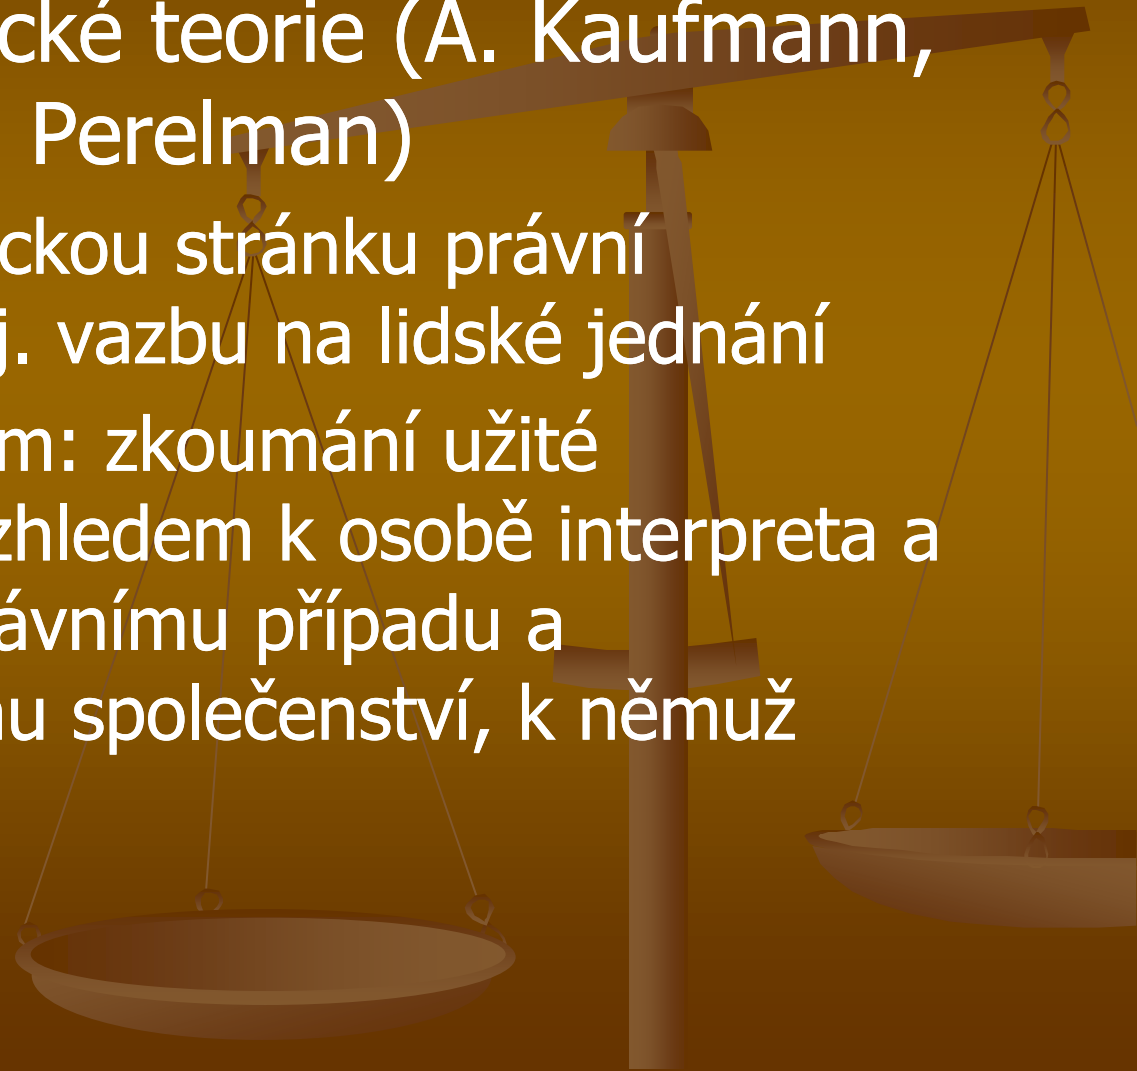 cké teorie (A. Kaufmann,
Perelman)
ckou stránku právní
j. vazbu na lidské jednání
m: zkoumání užité
zhledem k osobě interpreta a
ávnímu případu a
u společenství, k němuž